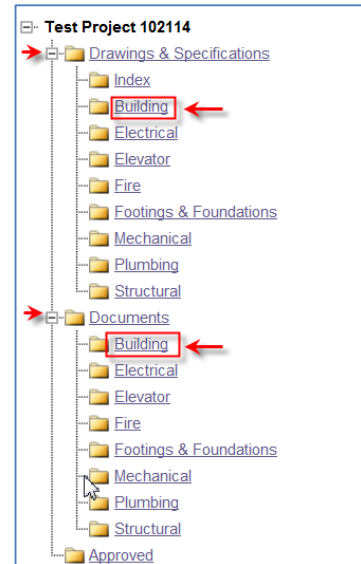 Test Project 102114
Drawings & Specifications
Index
Building
Electrical
Elevator
Fire
Footings & Foundations
Mechanical
Plumbing
Structural
Documents
Building
Electrical
Elevator
Fire
Footings & Foundations
Mechanical
Plumbing
Structural
Approved